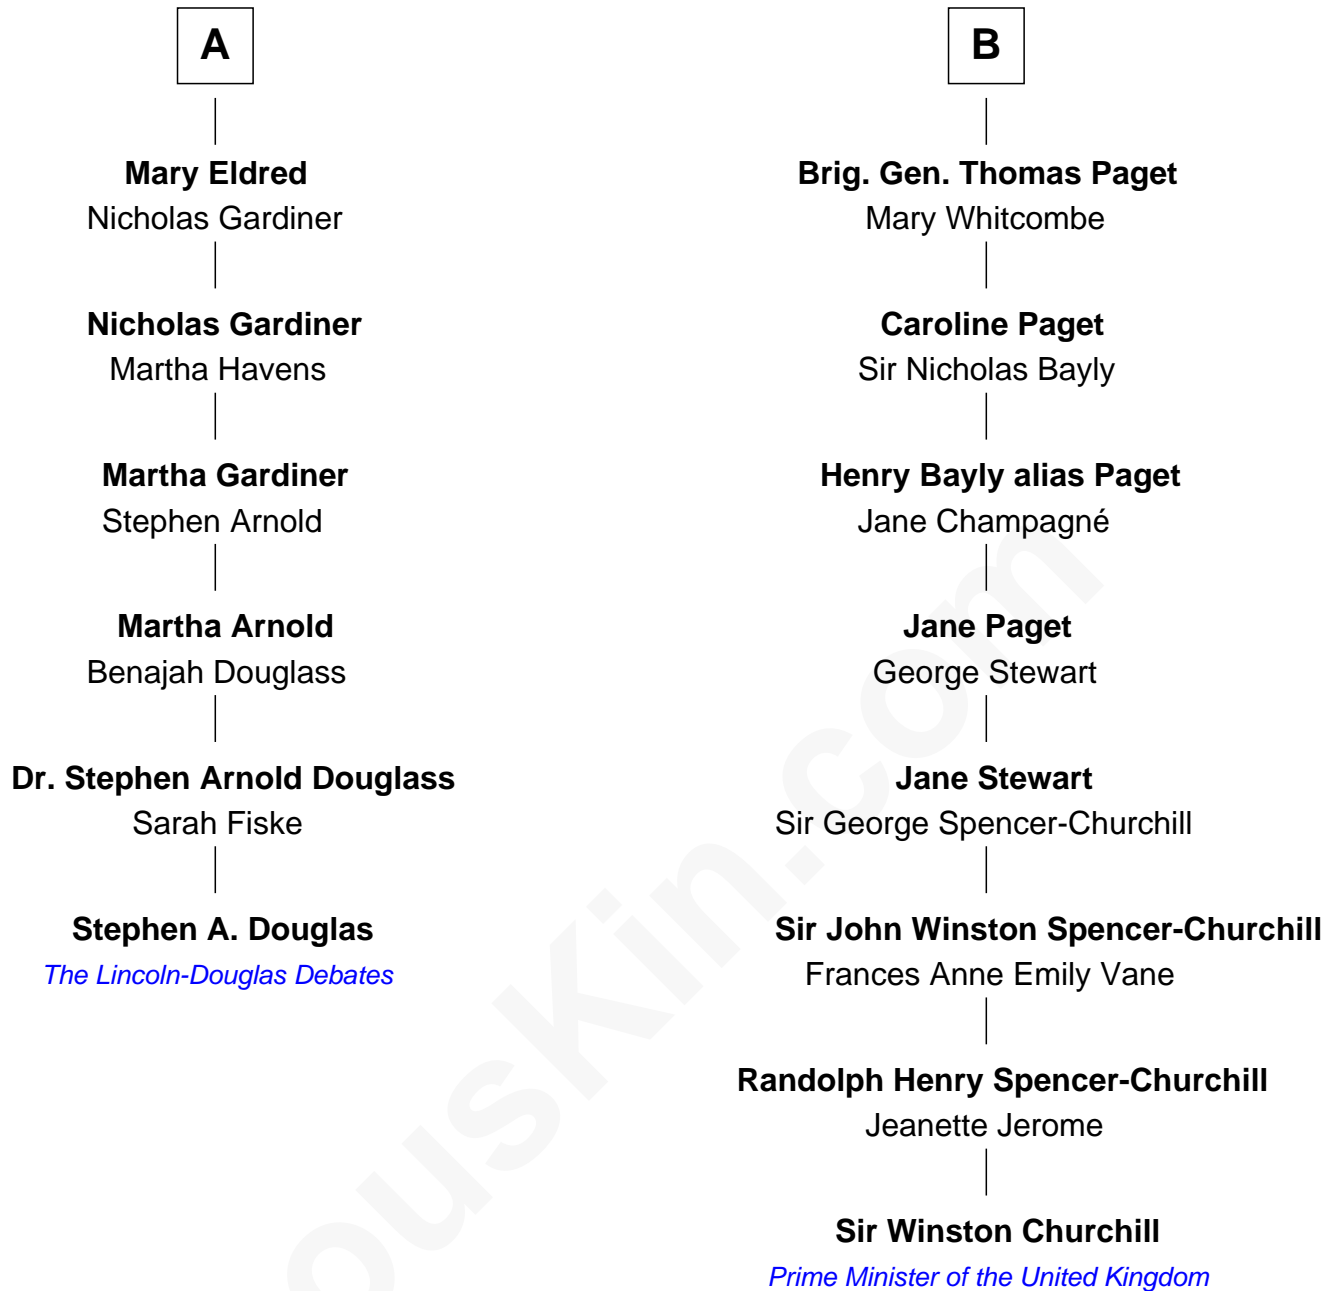 A
Mary Eldred
Nicholas Gardiner
Nicholas Gardiner
Martha Havens
Martha Gardiner
Stephen Arnold
Martha Arnold
Benajah Douglass
Dr. Stephen Arnold Douglass
Sarah Fiske
Stephen A. Douglas
The Lincoln-Douglas Debates
B
Brig. Gen. Thomas Paget
Mary Whitcombe
Caroline Paget
Sir Nicholas Bayly
Henry Bayly alias Paget
Jane Champagné
Jane Paget
George Stewart
Jane Stewart
Sir George Spencer-Churchill
Sir John Winston Spencer-Churchill
Frances Anne Emily Vane
Randolph Henry Spencer-Churchill
Jeanette Jerome
Sir Winston Churchill
Prime Minister of the United Kingdom
ousKin.com